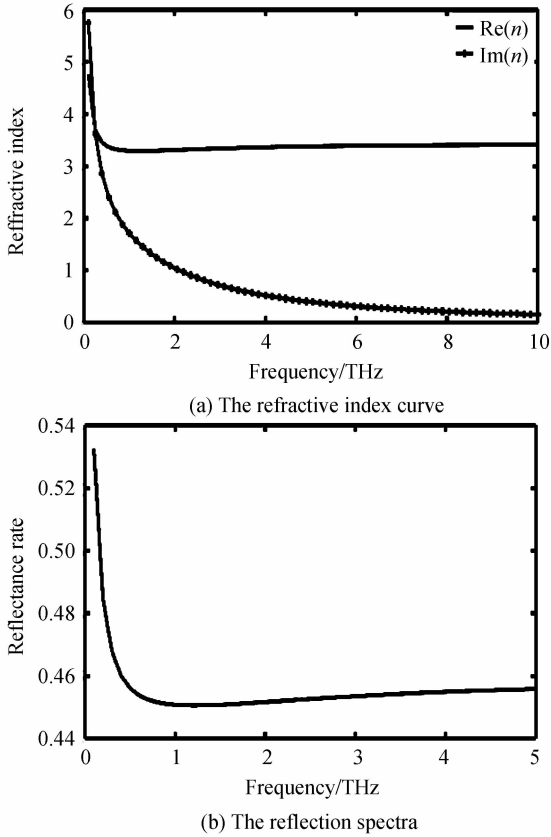 6
5
4
3
2
1
0
Reffractive index
Re(n)
Im(n)
0 2 4 6 8 10
Frequency/THz
(a) The refractive index curve
0.54
0.52
0.50
0.48
0.46
0.44
Reflectance rate
0 1 2 3 4 5
Frequency/THz
(b) The reflection spectra